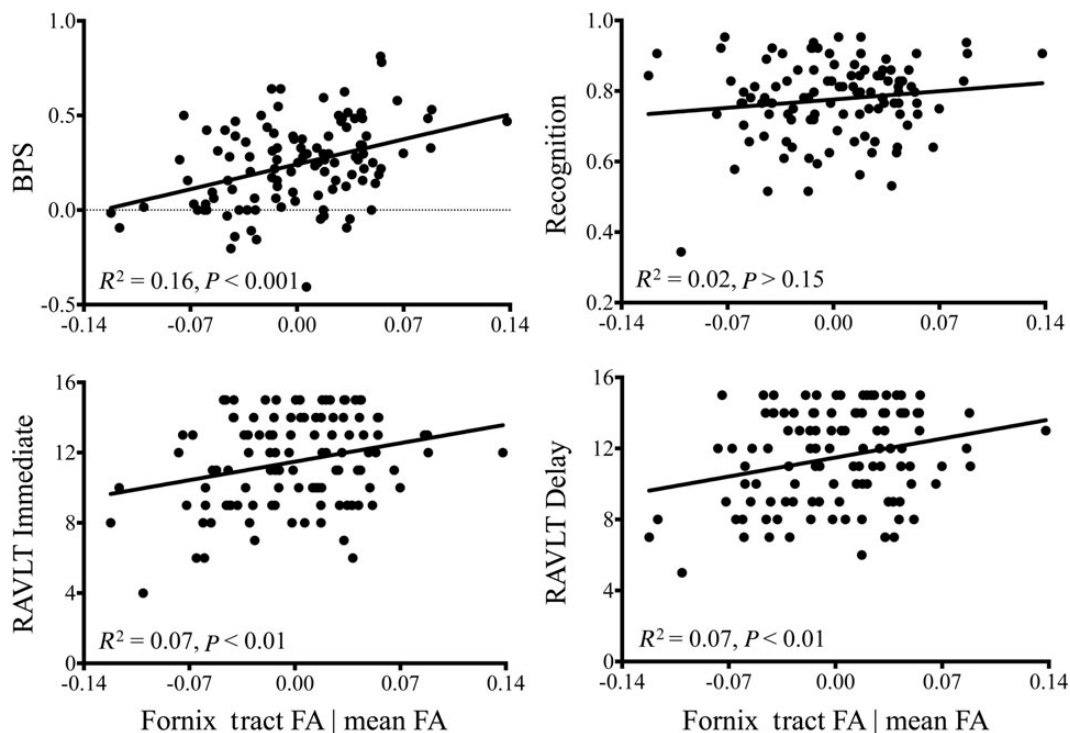 1.0
0.5
0.0
-0.5
BPS
R² = 0.16, P < 0.001
-0.14 -0.07 0.00 0.07 0.14
1.0
0.8
0.6
0.4
0.2
Recognition
R² = 0.02, P > 0.15
-0.14 -0.07 0.00 0.07 0.14
16
12
8
4
0
RAVLT Immediate
R² = 0.07, P < 0.01
-0.14 -0.07 0.00 0.07 0.14
Fornix tract FA | mean FA
16
12
8
4
0
RAVLT Delay
R² = 0.07, P < 0.01
-0.14 -0.07 0.00 0.07 0.14
Fornix tract FA | mean FA